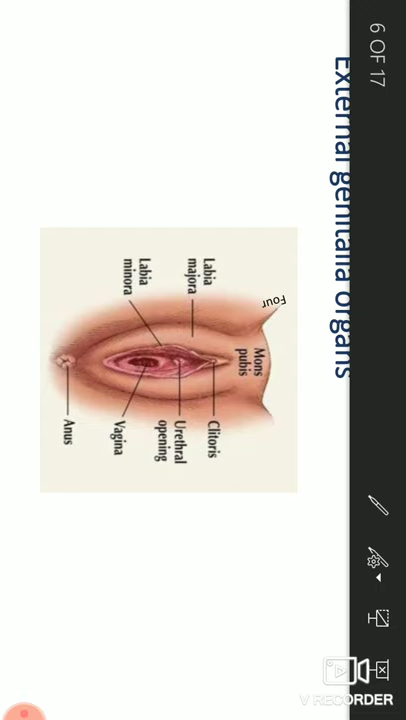 6 OF 17
External genitalia organs
Four
Mons
pubis
Labia
majora
Labia
minora
Clitoris
Urethral
opening
Vagina
Anus
V RECORDER